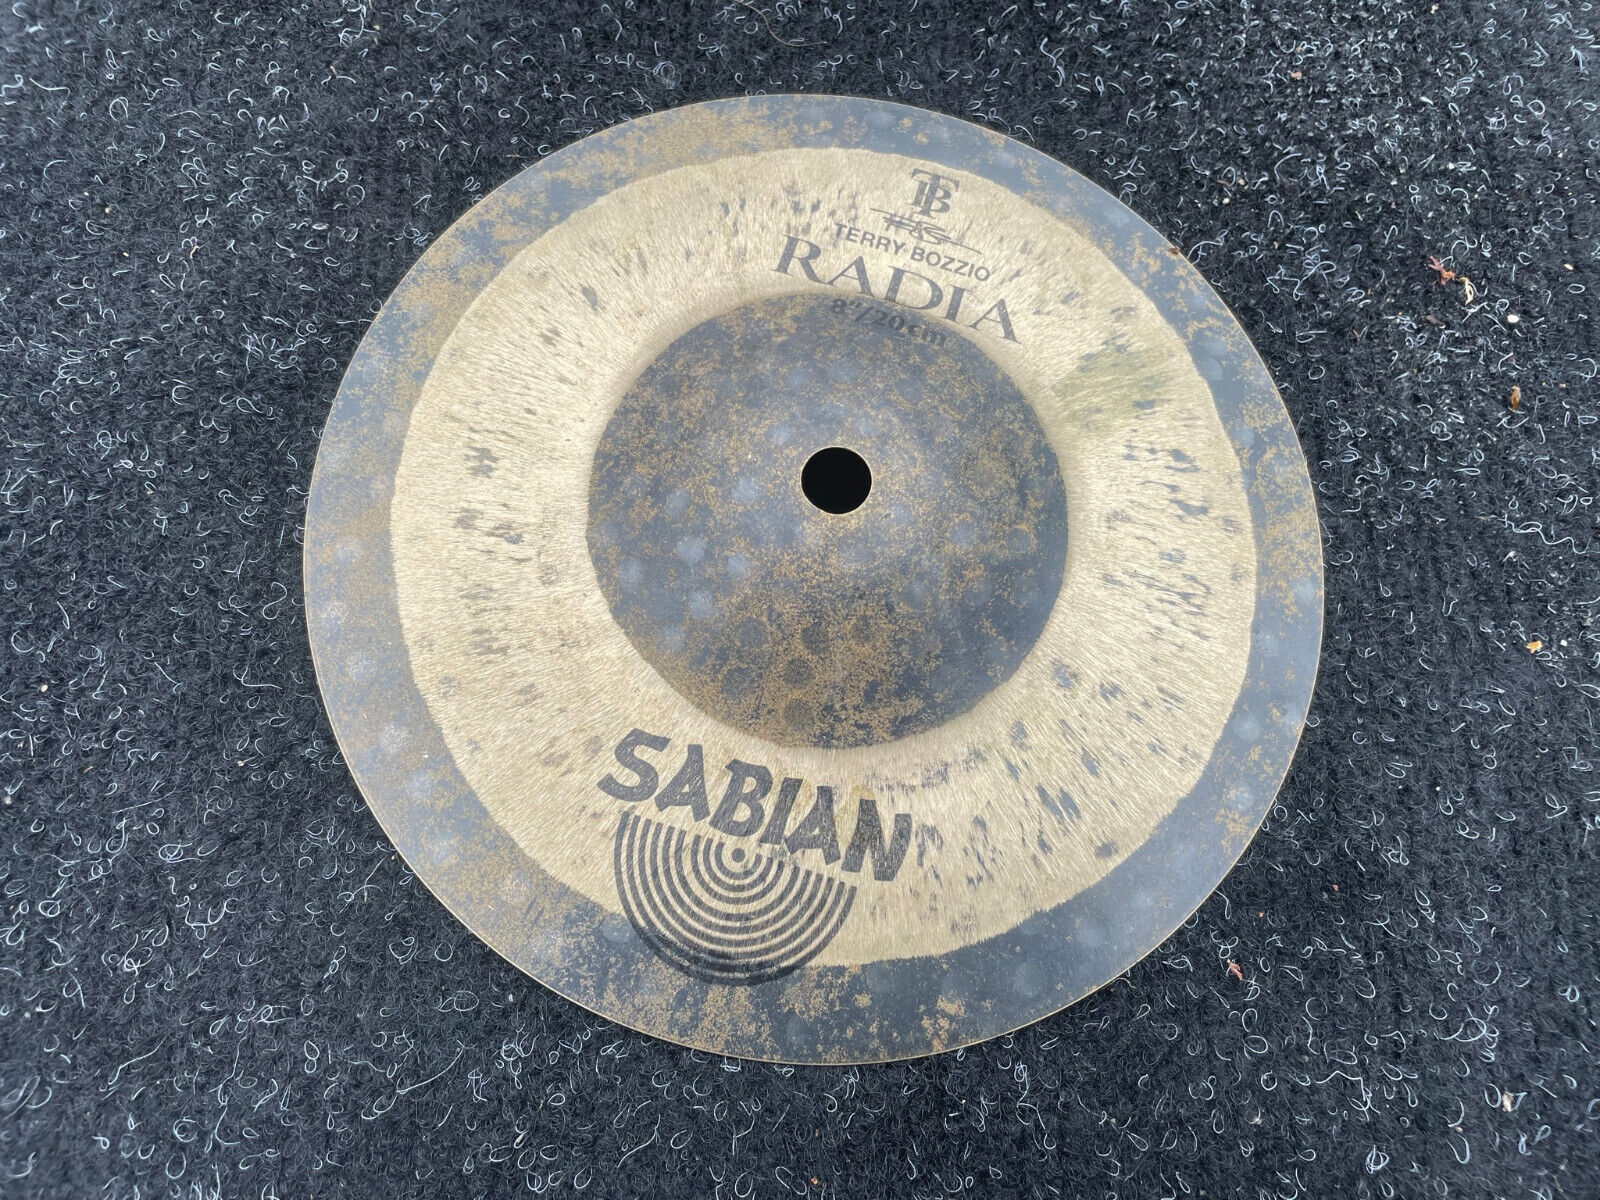 TB
TERRY BOZZIO
RADIA
8"/20cm
SABIAN